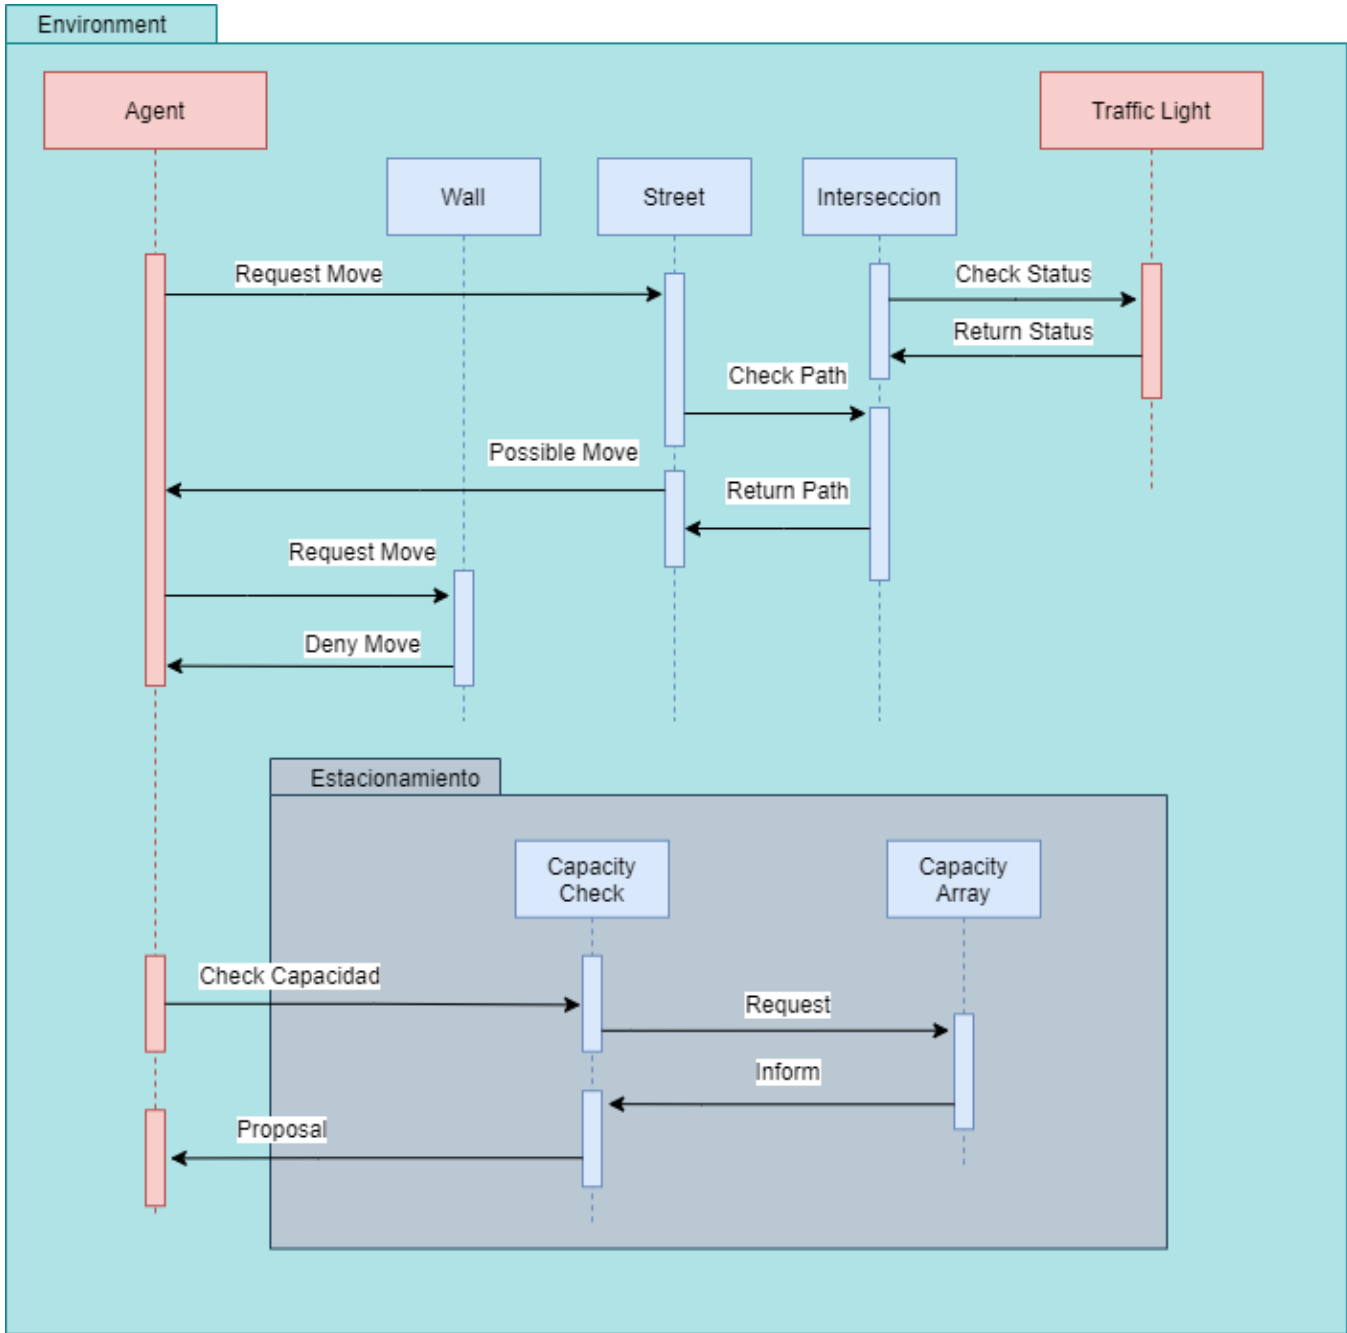 Environment
Agent
Traffic Light
Wall
Street
Interseccion
Request Move
Check Status
Return Status
Check Path
Possible Move
Return Path
Request Move
Deny Move
Estacionamiento
Capacity
Check
Capacity
Array
Check Capacidad
Request
Inform
Proposal